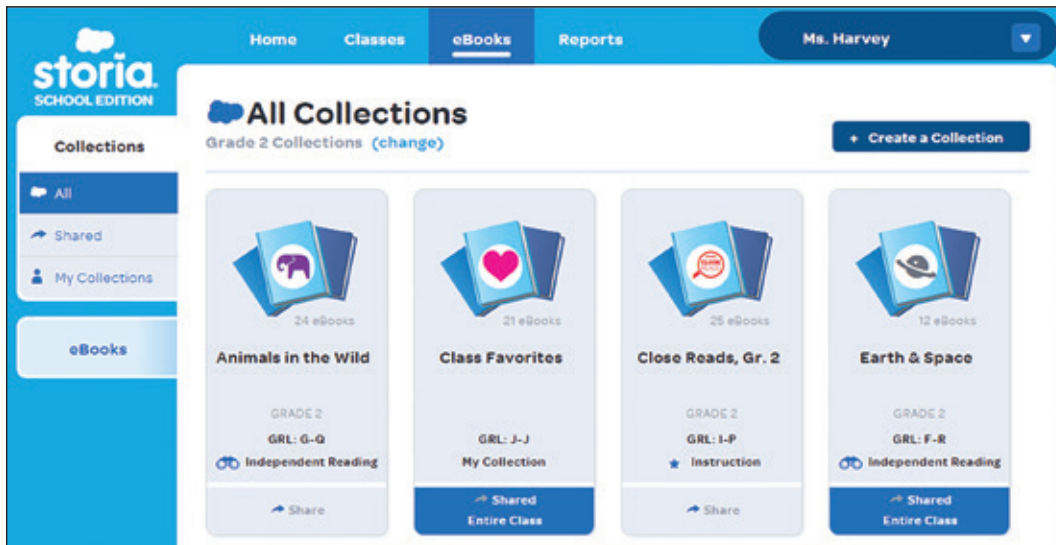 storia.
SCHOOL EDITION
Home Classes eBooks Reports
Ms. Harvey
Collections
All
Shared
My Collections
eBooks
All Collections
Grade 2 Collections (change)
+ Create a Collection
24 eBooks
Animals in the Wild
GRADE 2
GRL: G-Q
Independent Reading
Share
21 eBooks
Class Favorites
GRL: J-J
My Collection
Shared
Entire Class
CLOSE
25 eBooks
Close Reads, Gr. 2
GRADE 2
GRL: I-P
Instruction
Share
12 eBooks
Earth & Space
GRADE 2
GRL: F-R
Independent Reading
Shared
Entire Class